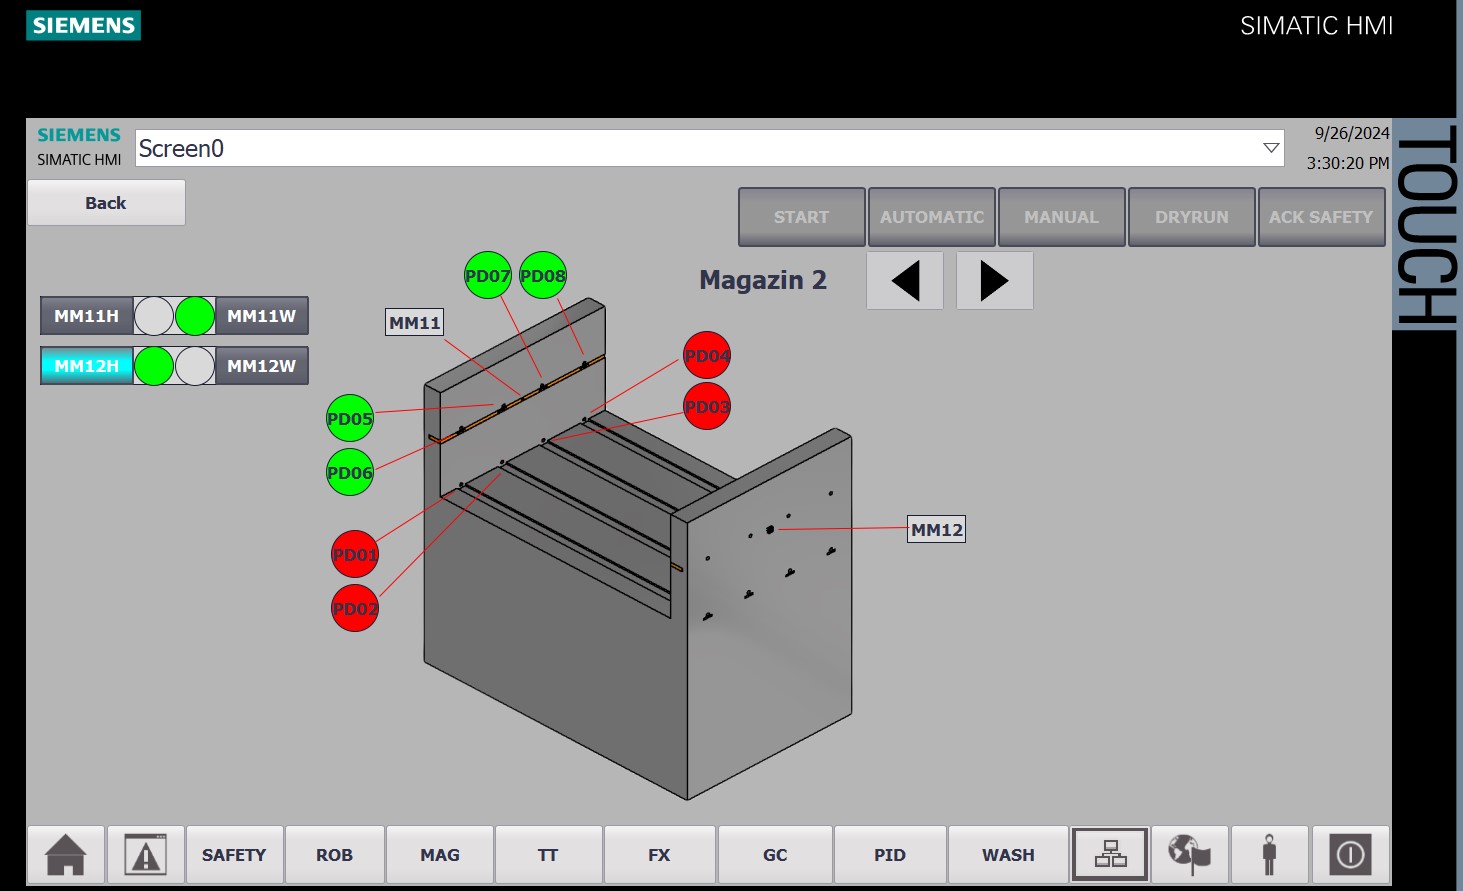 SIEMENS
SIMATIC HMI
TOUCH
SIEMENS
SIMATIC HMI
Screen0
9/26/2024
3:30:20 PM
Back
START
AUTOMATIC
MANUAL
DRYRUN
ACK SAFETY
Magazin 2
PD07
PD08
MM11H
MM11W
MM11
MM12H
MM12W
PD04
PD03
PD05
PD06
MM12
PD01
PD02
SAFETY
ROB
MAG
TT
FX
GC
PID
WASH